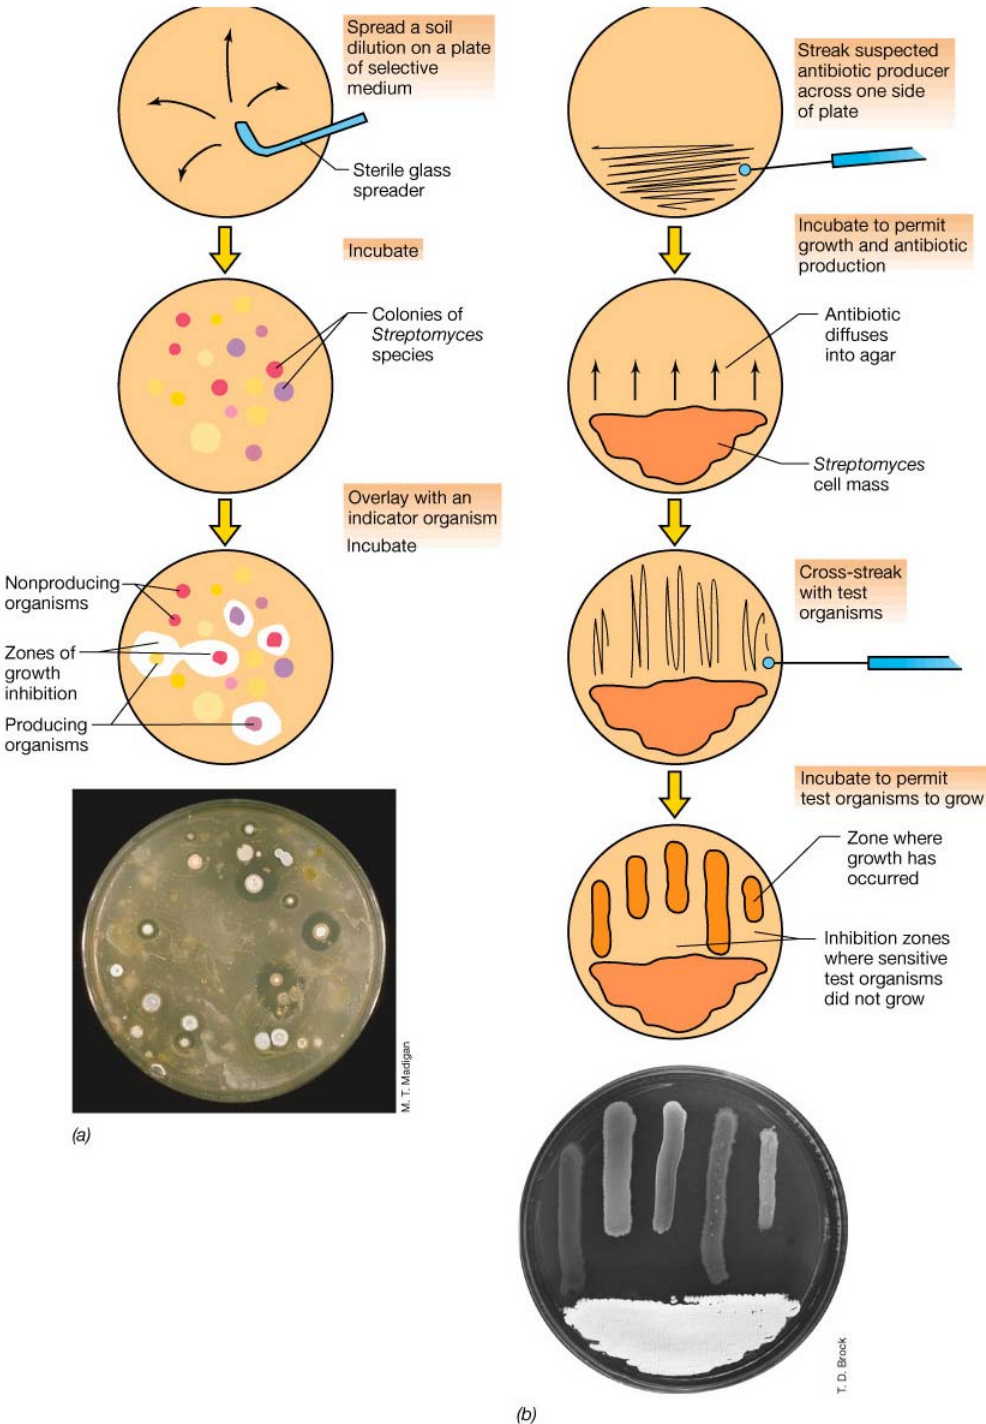 Spread a soil
dilution on a plate
of selective
medium
Sterile glass
spreader
Incubate
Colonies of
Streptomyces
species
Overlay with an
indicator organism
Incubate
Nonproducing
organisms
Zones of
growth
inhibition
Producing
organisms
M. T. Madigan
(a)
Streak suspected
antibiotic producer
across one side
of plate
Incubate to permit
growth and antibiotic
production
Antibiotic
diffuses
into agar
Streptomyces
cell mass
Cross-streak
with test
organisms
Incubate to permit
test organisms to grow
Zone where
growth has
occurred
Inhibition zones
where sensitive
test organisms
did not grow
T. D. Brock
(b)